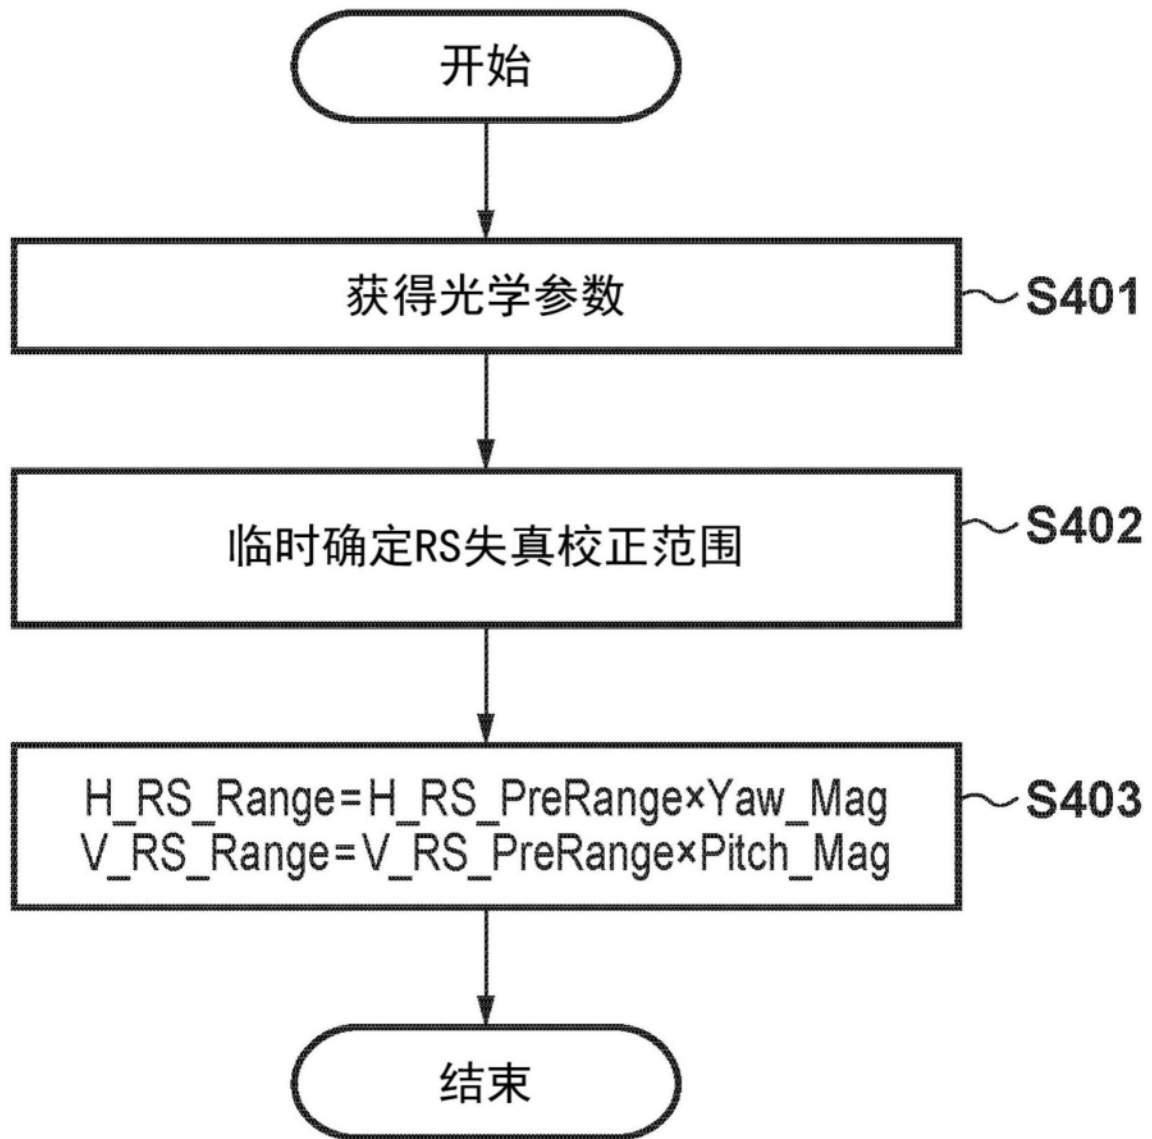 开始
获得光学参数
S401
临时确定RS失真校正范围
S402
H_RS_Range=H_RS_PreRange×Yaw_Mag
V_RS_Range=V_RS_PreRange×Pitch_Mag
S403
结束